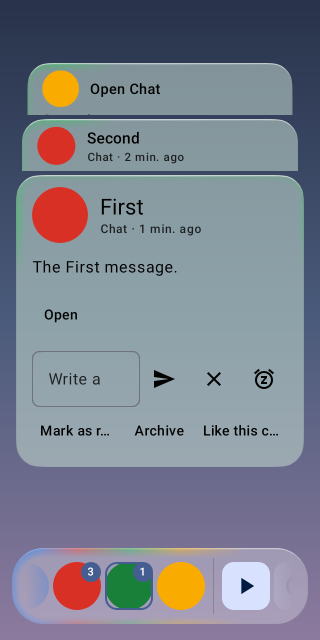 Open Chat
Second
Chat · 2 min. ago
First
Chat · 1 min. ago
The First message.
Open
Write a
Mark as r…
Archive
Like this c…
3
1